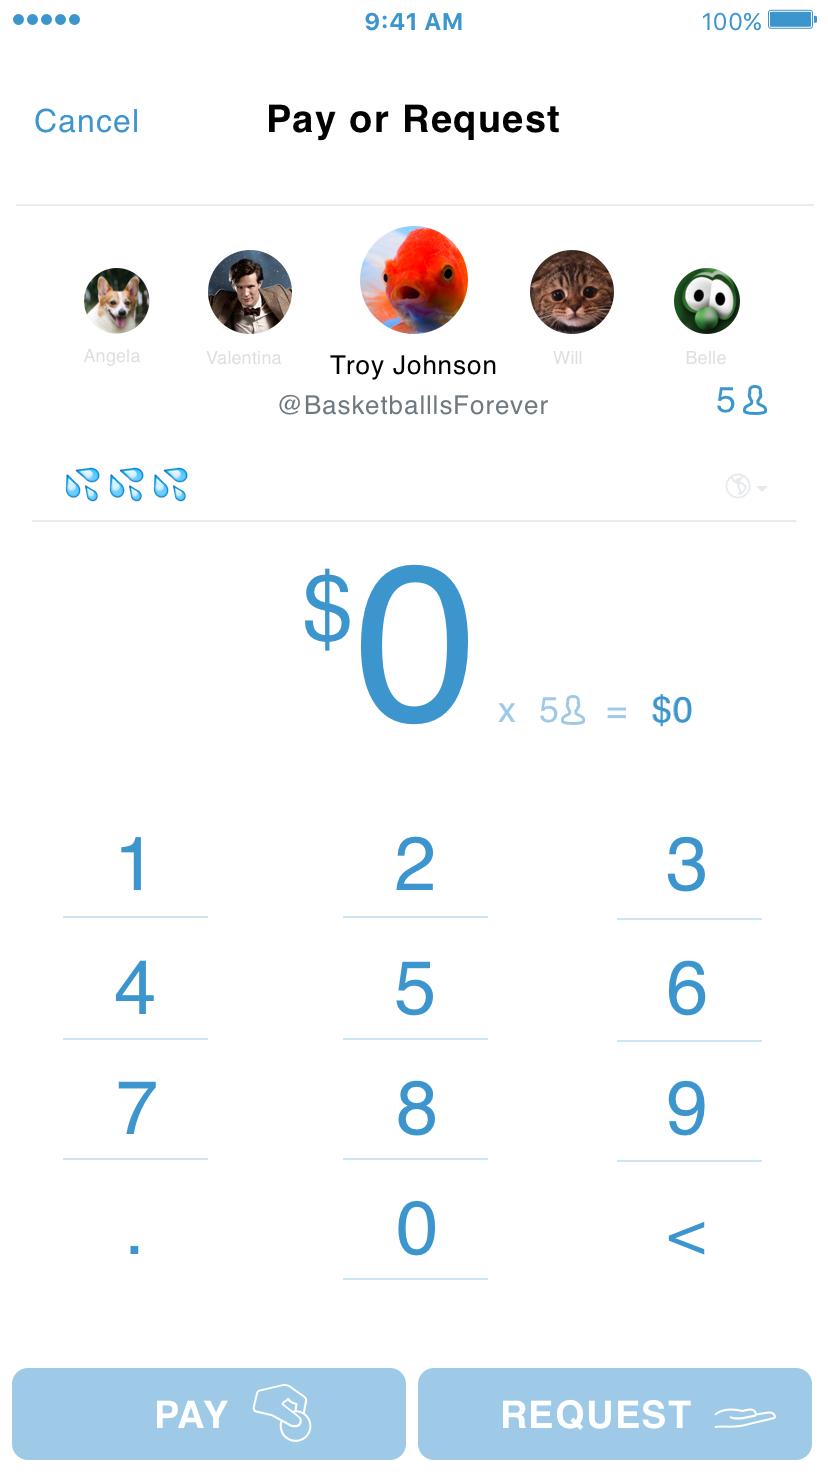 9:41 AM 100%
Cancel Pay or Request
Angela Valentina Troy Johnson Will Belle
@BasketballIsForever 5
💦💦💦
$0 x 5 = $0
1 2 3
4 5 6
7 8 9
. 0 <
PAY REQUEST